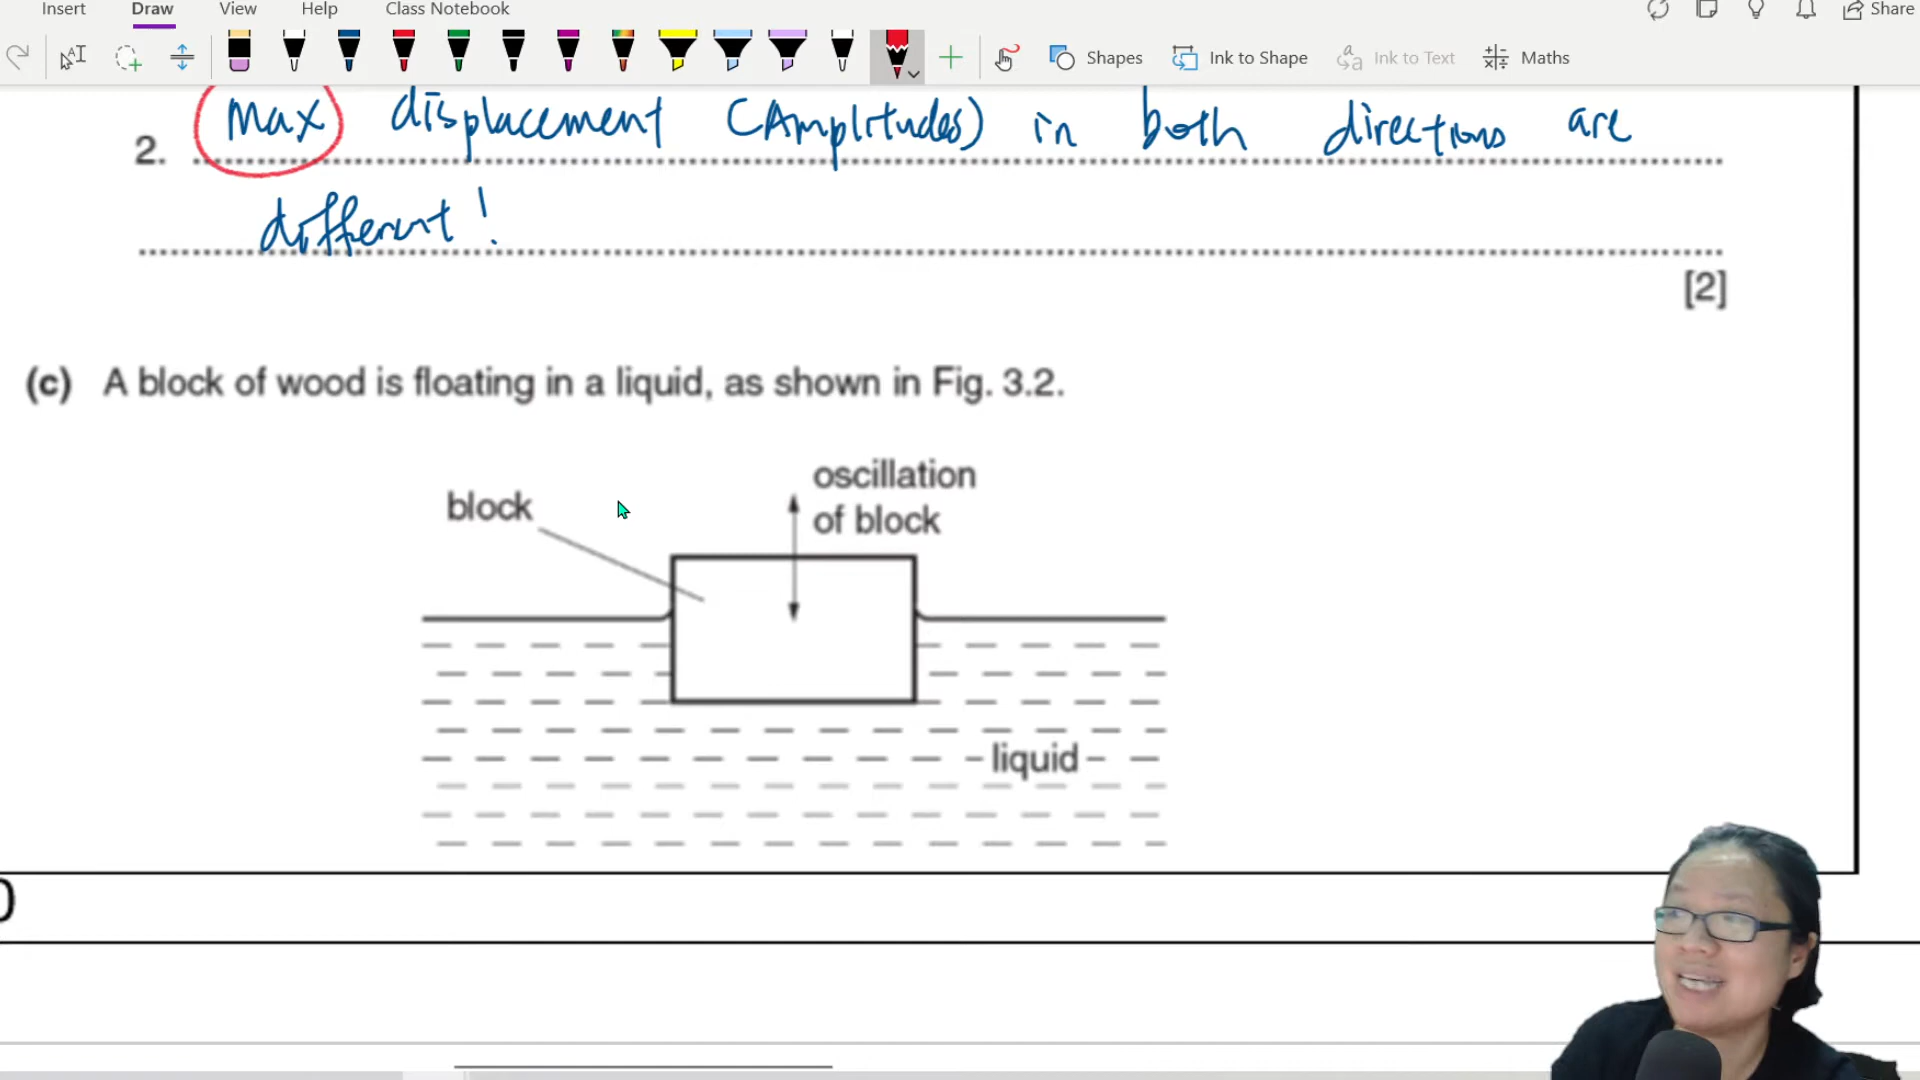 Insert Draw View Help Class Notebook Share
Shapes Ink to Shape Ink to Text Maths
2. Max displacement (Amplitudes) in both directions are
different!
[2]
(c) A block of wood is floating in a liquid, as shown in Fig. 3.2.
oscillation
of block
block
liquid